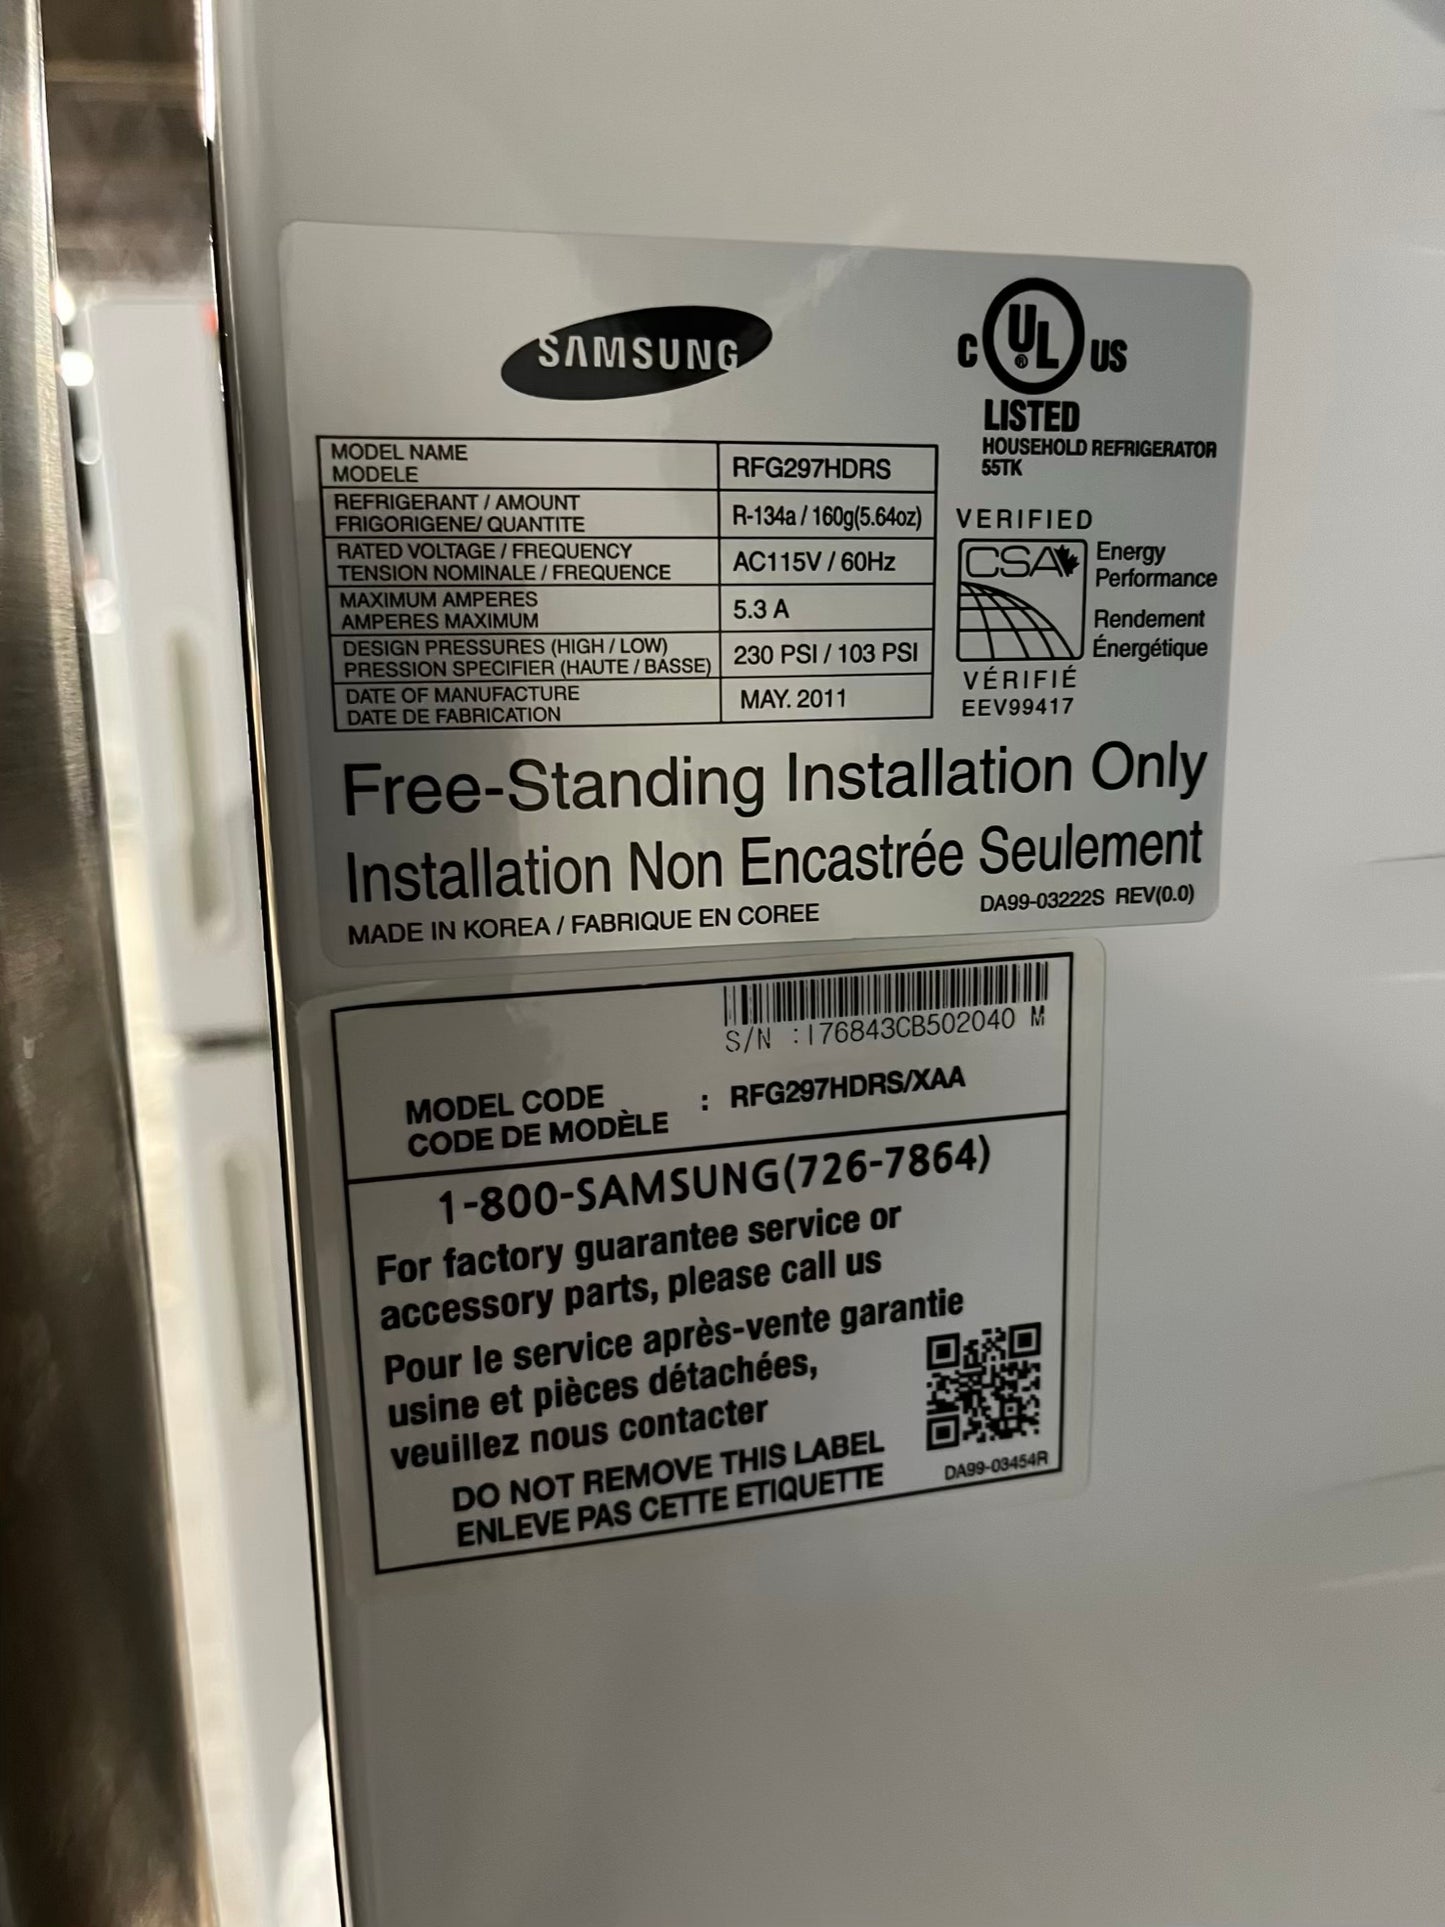 SAMSUNG
C UL US
®
LISTED
HOUSEHOLD REFRIGERATOR
55TK
MODEL NAME
MODELE
RFG297HDRS
REFRIGERANT / AMOUNT
FRIGORIGENE/ QUANTITE
R-134a / 160g(5.64oz)
RATED VOLTAGE / FREQUENCY
TENSION NOMINALE / FREQUENCE
AC115V / 60Hz
MAXIMUM AMPERES
AMPERES MAXIMUM
5.3 A
DESIGN PRESSURES (HIGH / LOW)
PRESSION SPECIFIER (HAUTE / BASSE)
230 PSI / 103 PSI
DATE OF MANUFACTURE
DATE DE FABRICATION
MAY. 2011
VERIFIED
CSA
Energy
Performance
Rendement
Énergétique
VÉRIFIÉ
EEV99417
Free-Standing Installation Only
Installation Non Encastrée Seulement
MADE IN KOREA / FABRIQUE EN COREE
DA99-03222S REV(0.0)
S/N :I76843CB502040 M
MODEL CODE
CODE DE MODÈLE
: RFG297HDRS/XAA
1-800-SAMSUNG(726-7864)
For factory guarantee service or
accessory parts, please call us
Pour le service après-vente garantie
usine et pièces détachées,
veuillez nous contacter
DO NOT REMOVE THIS LABEL
ENLEVE PAS CETTE ETIQUETTE
DA99-03454R